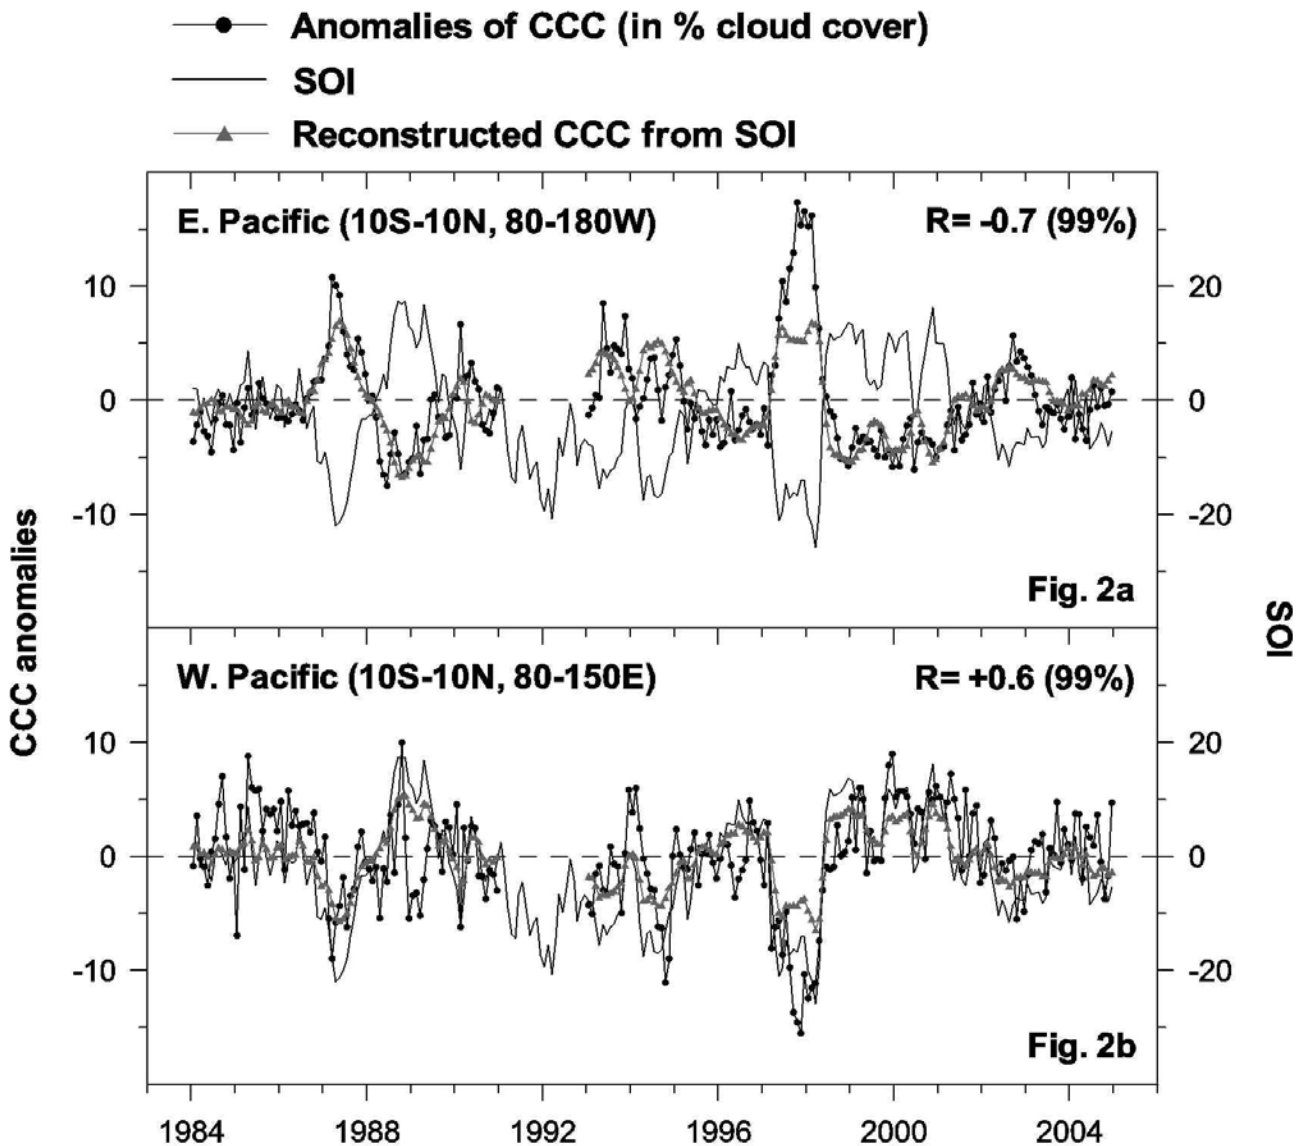 Anomalies of CCC (in % cloud cover)
SOI
Reconstructed CCC from SOI
E. Pacific (10S-10N, 80-180W)
R= -0.7 (99%)
10
0
-10
20
0
-20
Fig. 2a
CCC anomalies
SOI
W. Pacific (10S-10N, 80-150E)
R= +0.6 (99%)
10
0
-10
20
0
-20
Fig. 2b
1984 1988 1992 1996 2000 2004